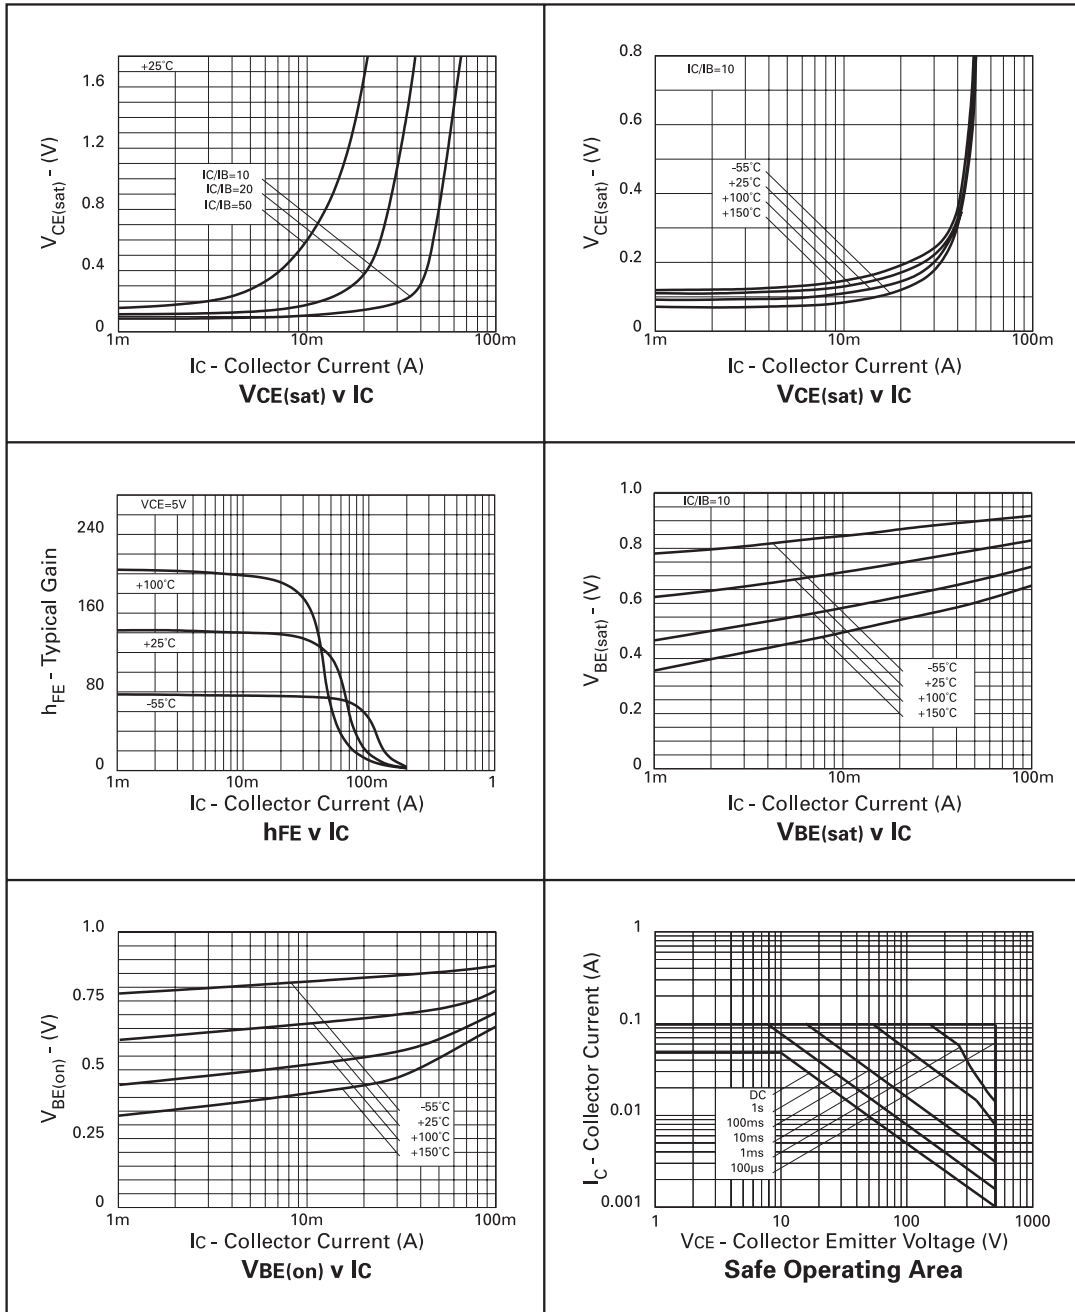 +25°C
1.6
1.2
0.8
0.4
0
VCE(sat) - (V)
IC/IB=10
IC/IB=20
IC/IB=50
1m
10m
100m
IC - Collector Current (A)
VCE(sat) v IC
IC/IB=10
0.8
0.6
0.4
0.2
0
VCE(sat) - (V)
-55°C
+25°C
+100°C
+150°C
1m
10m
100m
IC - Collector Current (A)
VCE(sat) v IC
VCE=5V
240
160
80
0
hFE - Typical Gain
+100°C
+25°C
-55°C
1m
10m
100m
1
IC - Collector Current (A)
hFE v IC
IC/IB=10
1.0
0.8
0.6
0.4
0.2
0
VBE(sat) - (V)
-55°C
+25°C
+100°C
+150°C
1m
10m
100m
IC - Collector Current (A)
VBE(sat) v IC
1.0
0.75
0.5
0.25
0
VBE(on) - (V)
-55°C
+25°C
+100°C
+150°C
1m
10m
100m
IC - Collector Current (A)
VBE(on) v IC
1
0.1
0.01
0.001
IC - Collector Current (A)
DC
1s
100ms
10ms
1ms
100µs
1
10
100
1000
VCE - Collector Emitter Voltage (V)
Safe Operating Area